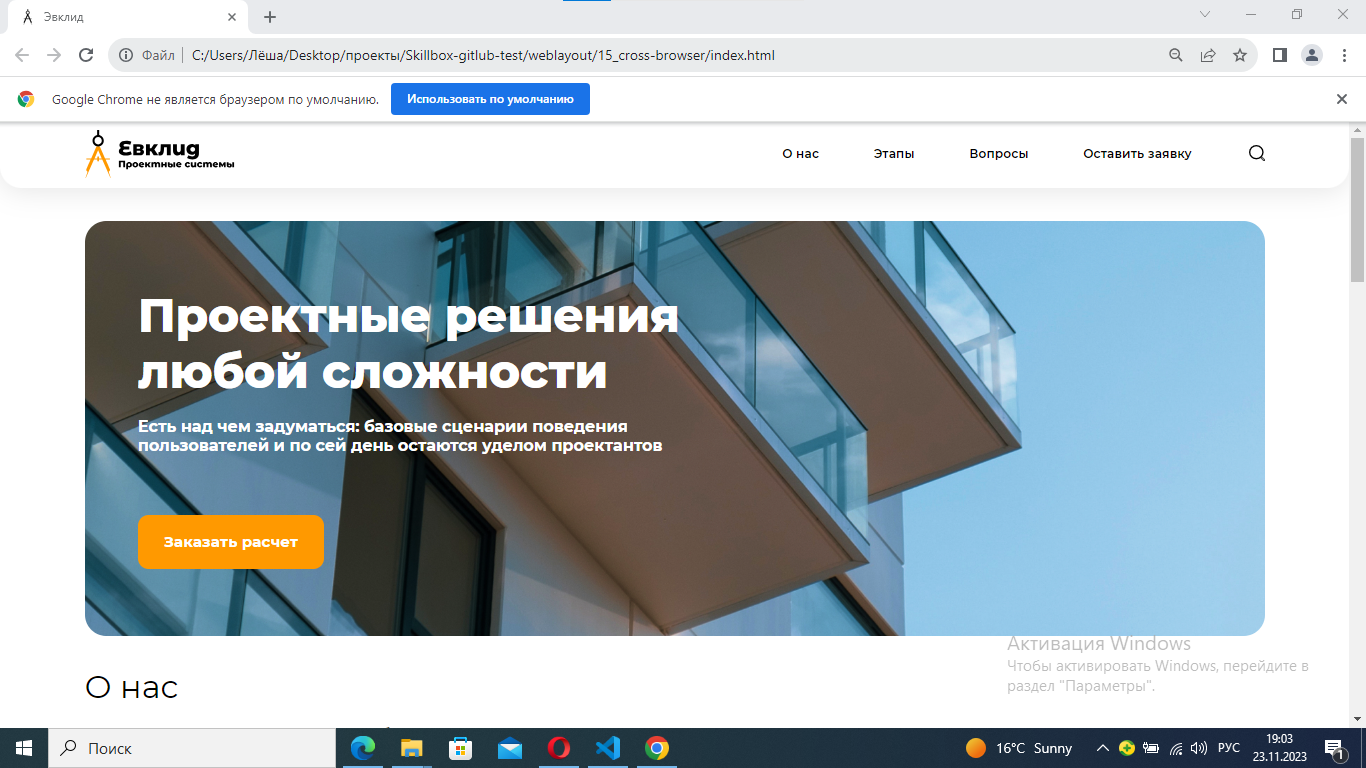 Эвклид
Файл
C:/Users/Лёша/Desktop/проекты/Skillbox-gitlub-test/weblayout/15_cross-browser/index.html
Google Chrome не является браузером по умолчанию.
Использовать по умолчанию
Евклид
Проектные системы
О нас
Этапы
Вопросы
Оставить заявку
Проектные решения
любой сложности
Есть над чем задуматься: базовые сценарии поведения
пользователей и по сей день остаются уделом проектантов
Заказать расчет
О нас
Активация Windows
Чтобы активировать Windows, перейдите в
раздел "Параметры".
Поиск
16°C Sunny
РУС
19:03
23.11.2023
1